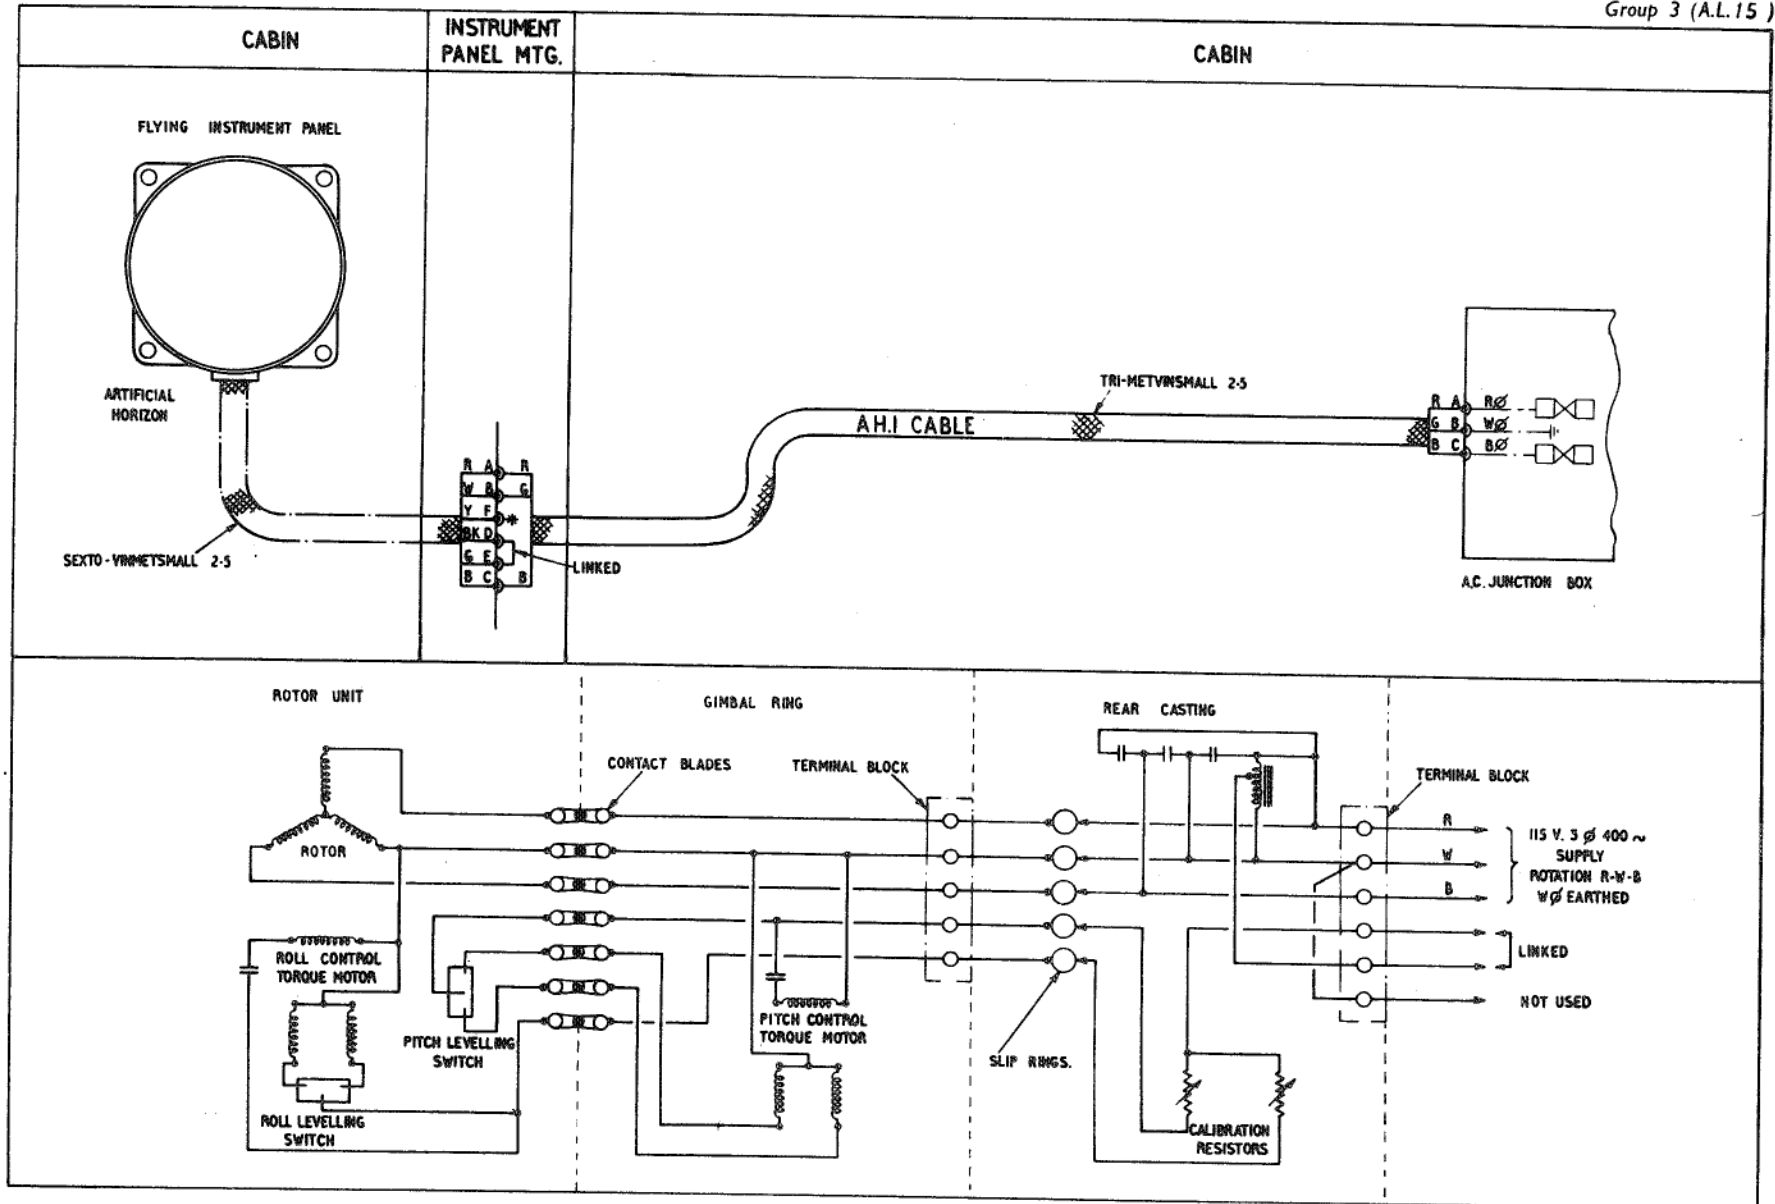 Group 3 (A.L.15 )
CABIN
INSTRUMENT
PANEL MTG.
CABIN
FLYING INSTRUMENT PANEL
ARTIFICIAL
HORIZON
SEXTO-VINMETSMALL 2-5
R A R
W B G
Y F *
BK D
G E
B C B
LINKED
A.H.1 CABLE
TRI-METVINSMALL 2-5
R A RØ
G B WØ
B C BØ
A.C. JUNCTION BOX
ROTOR UNIT
GIMBAL RING
REAR CASTING
CONTACT BLADES
TERMINAL BLOCK
TERMINAL BLOCK
ROTOR
R
W
B
115 V. 3 Ø 400 ~
SUPPLY
ROTATION R-W-B
WØ EARTHED
LINKED
NOT USED
ROLL CONTROL
TORQUE MOTOR
PITCH LEVELLING
SWITCH
PITCH CONTROL
TORQUE MOTOR
SLIP RINGS.
ROLL LEVELLING
SWITCH
CALIBRATION
RESISTORS